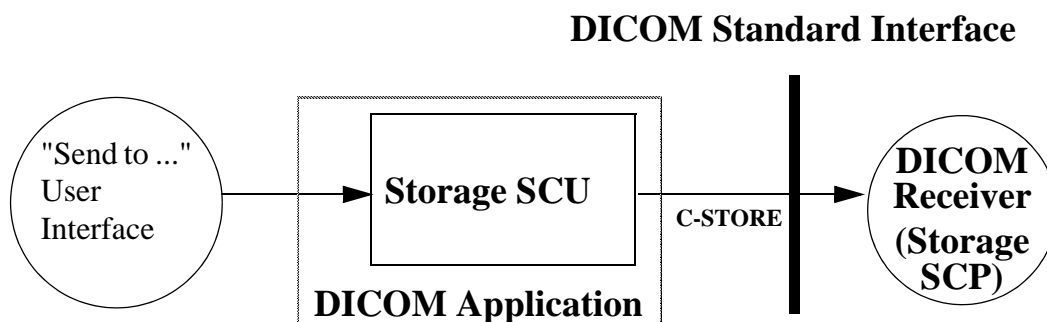 DICOM Standard Interface
"Send to ..."
User
Interface
Storage SCU
C-STORE
DICOM
Receiver
(Storage
SCP)
DICOM Application